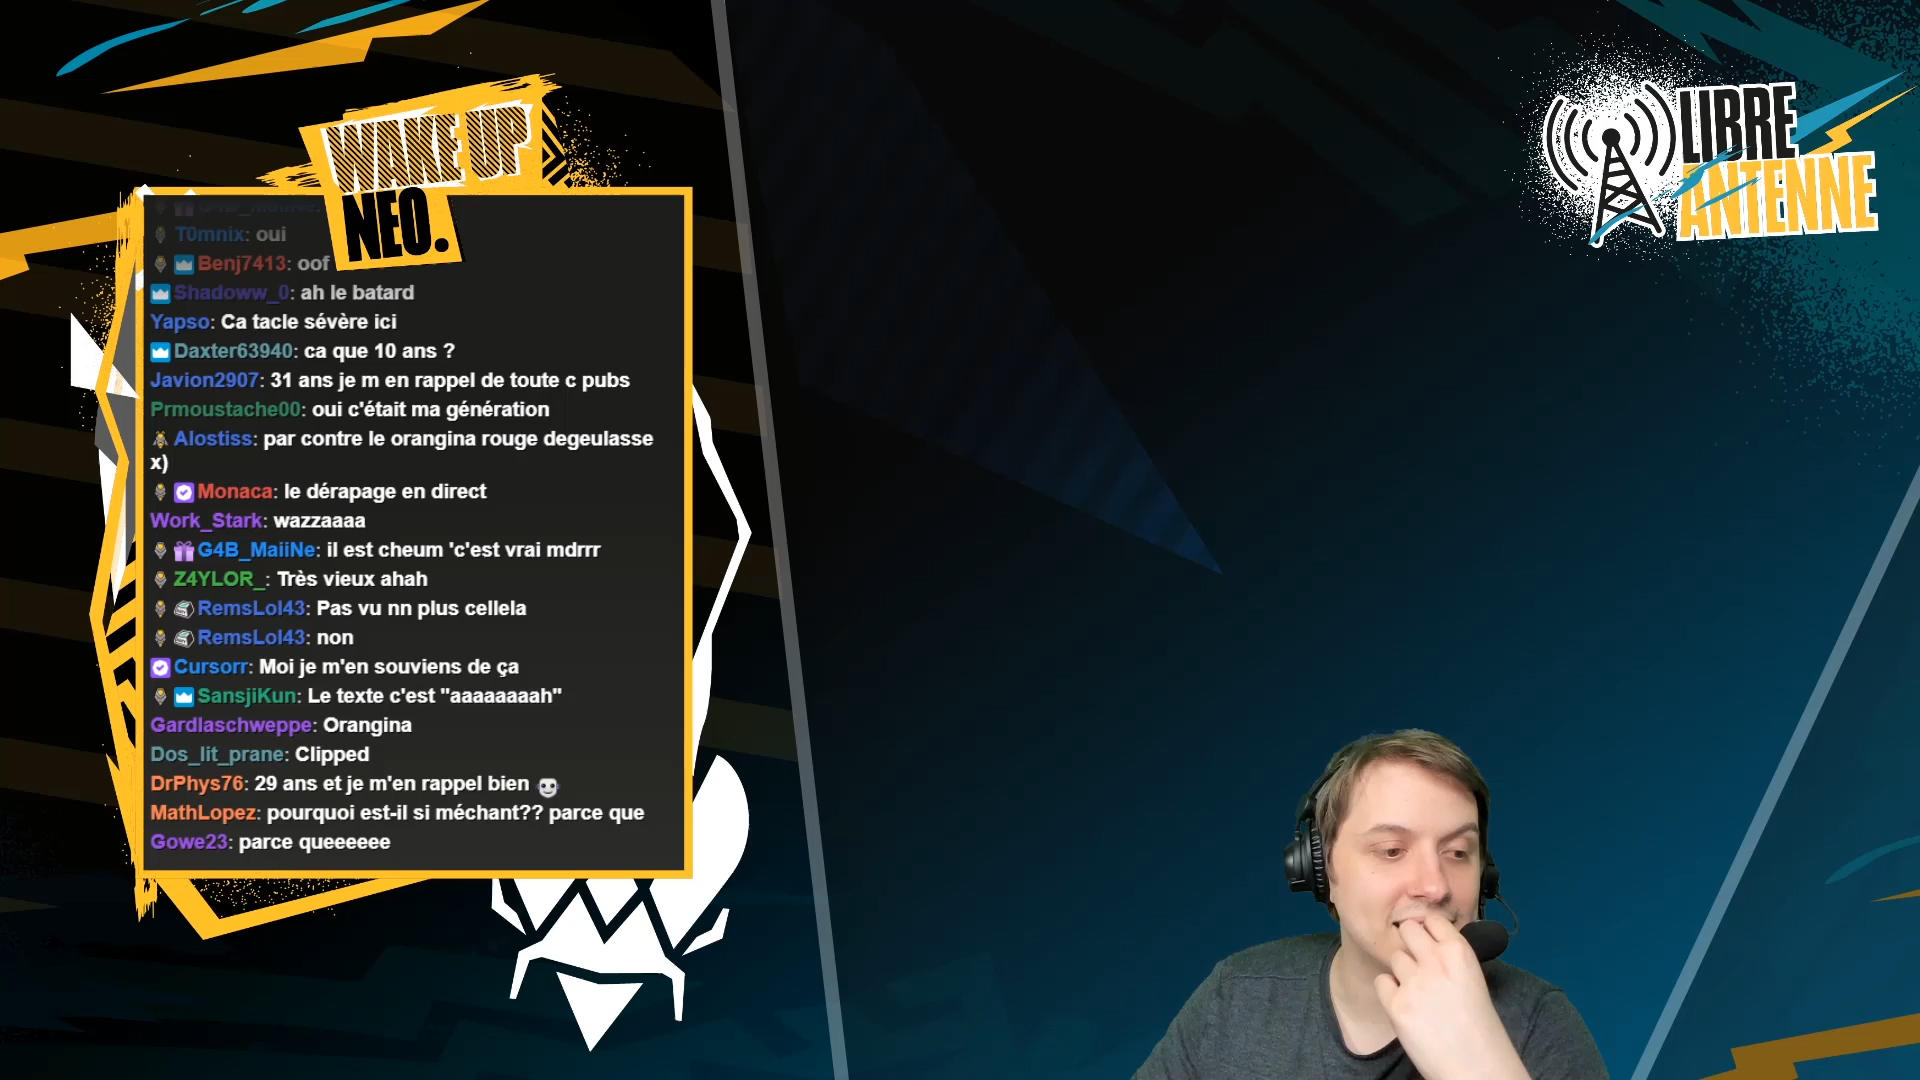 WAKE UP
NEO.
LIBRE
ANTENNE
T0mnix: oui
Benj7413: oof
Shadoww_0: ah le batard
Yapso: Ca tacle sévère ici
Daxter63940: ca que 10 ans ?
Javion2907: 31 ans je m en rappel de toute c pubs
Prmoustache00: oui c'était ma génération
Alostiss: par contre le orangina rouge degeulasse
x)
Monaca: le dérapage en direct
Work_Stark: wazzaaaa
G4B_MaiiNe: il est cheum 'c'est vrai mdrrr
Z4YLOR_: Très vieux ahah
RemsLol43: Pas vu nn plus cellela
RemsLol43: non
Cursorr: Moi je m'en souviens de ça
SansjiKun: Le texte c'est "aaaaaaaah"
Gardlaschweppe: Orangina
Dos_lit_prane: Clipped
DrPhys76: 29 ans et je m'en rappel bien
MathLopez: pourquoi est-il si méchant?? parce que
Gowe23: parce queeeeee